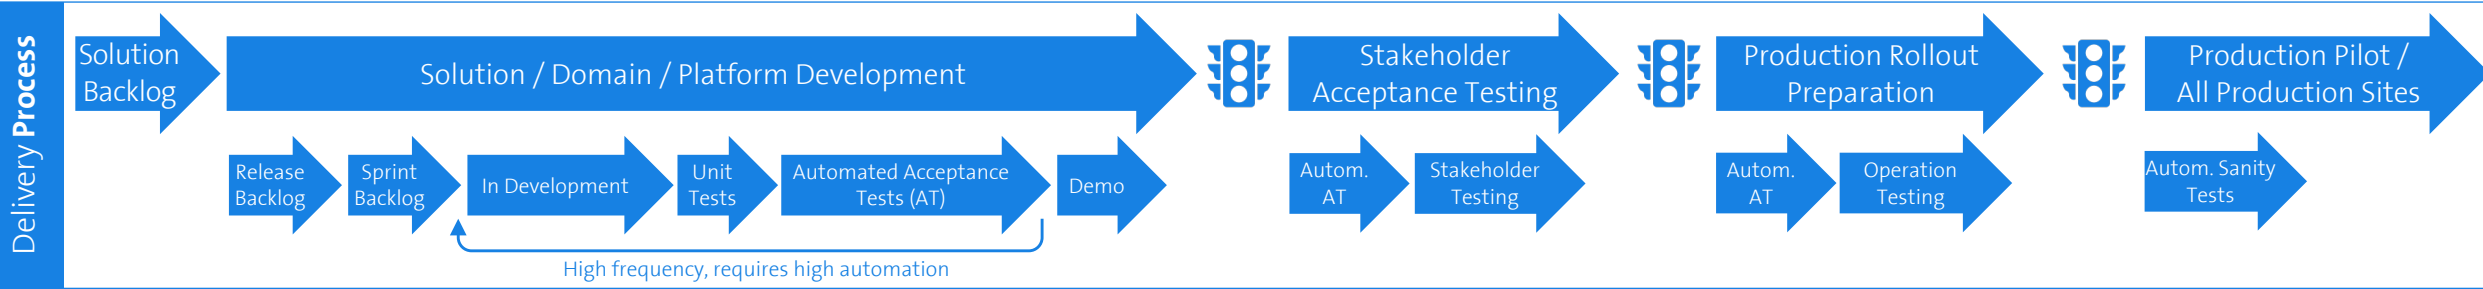 Delivery Process
Solution
Backlog
Solution / Domain / Platform Development
Stakeholder
Acceptance Testing
Production Rollout
Preparation
Production Pilot /
All Production Sites
Release
Backlog
Sprint
Backlog
In Development
Unit
Tests
Automated Acceptance
Tests (AT)
Demo
Autom.
AT
Stakeholder
Testing
Autom.
AT
Operation
Testing
Autom. Sanity
Tests
High frequency, requires high automation